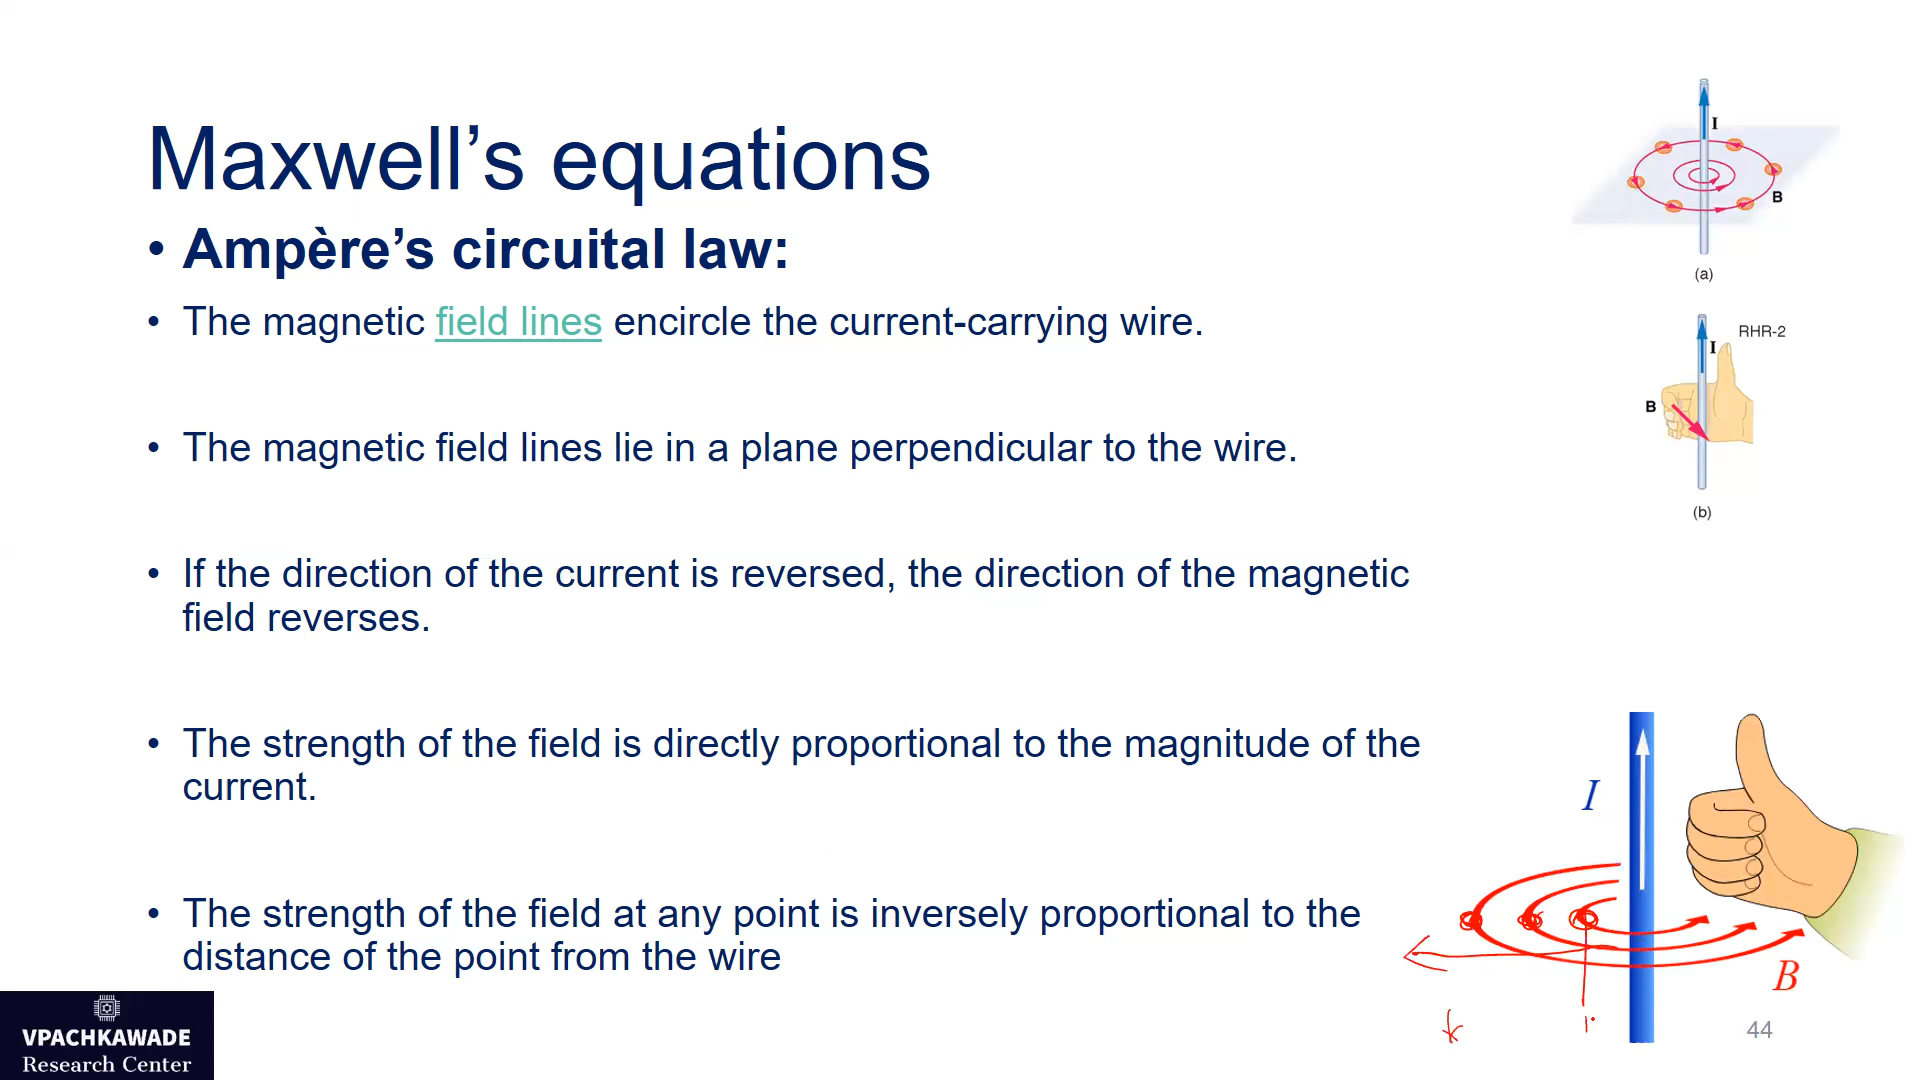 Maxwell’s equations
• Ampère’s circuital law:
• The magnetic field lines encircle the current-carrying wire.
• The magnetic field lines lie in a plane perpendicular to the wire.
• If the direction of the current is reversed, the direction of the magnetic
field reverses.
• The strength of the field is directly proportional to the magnitude of the
current.
• The strength of the field at any point is inversely proportional to the
distance of the point from the wire
I
B
(a)
RHR-2
I
B
(b)
I
B
44
VPACHKAWADE
Research Center